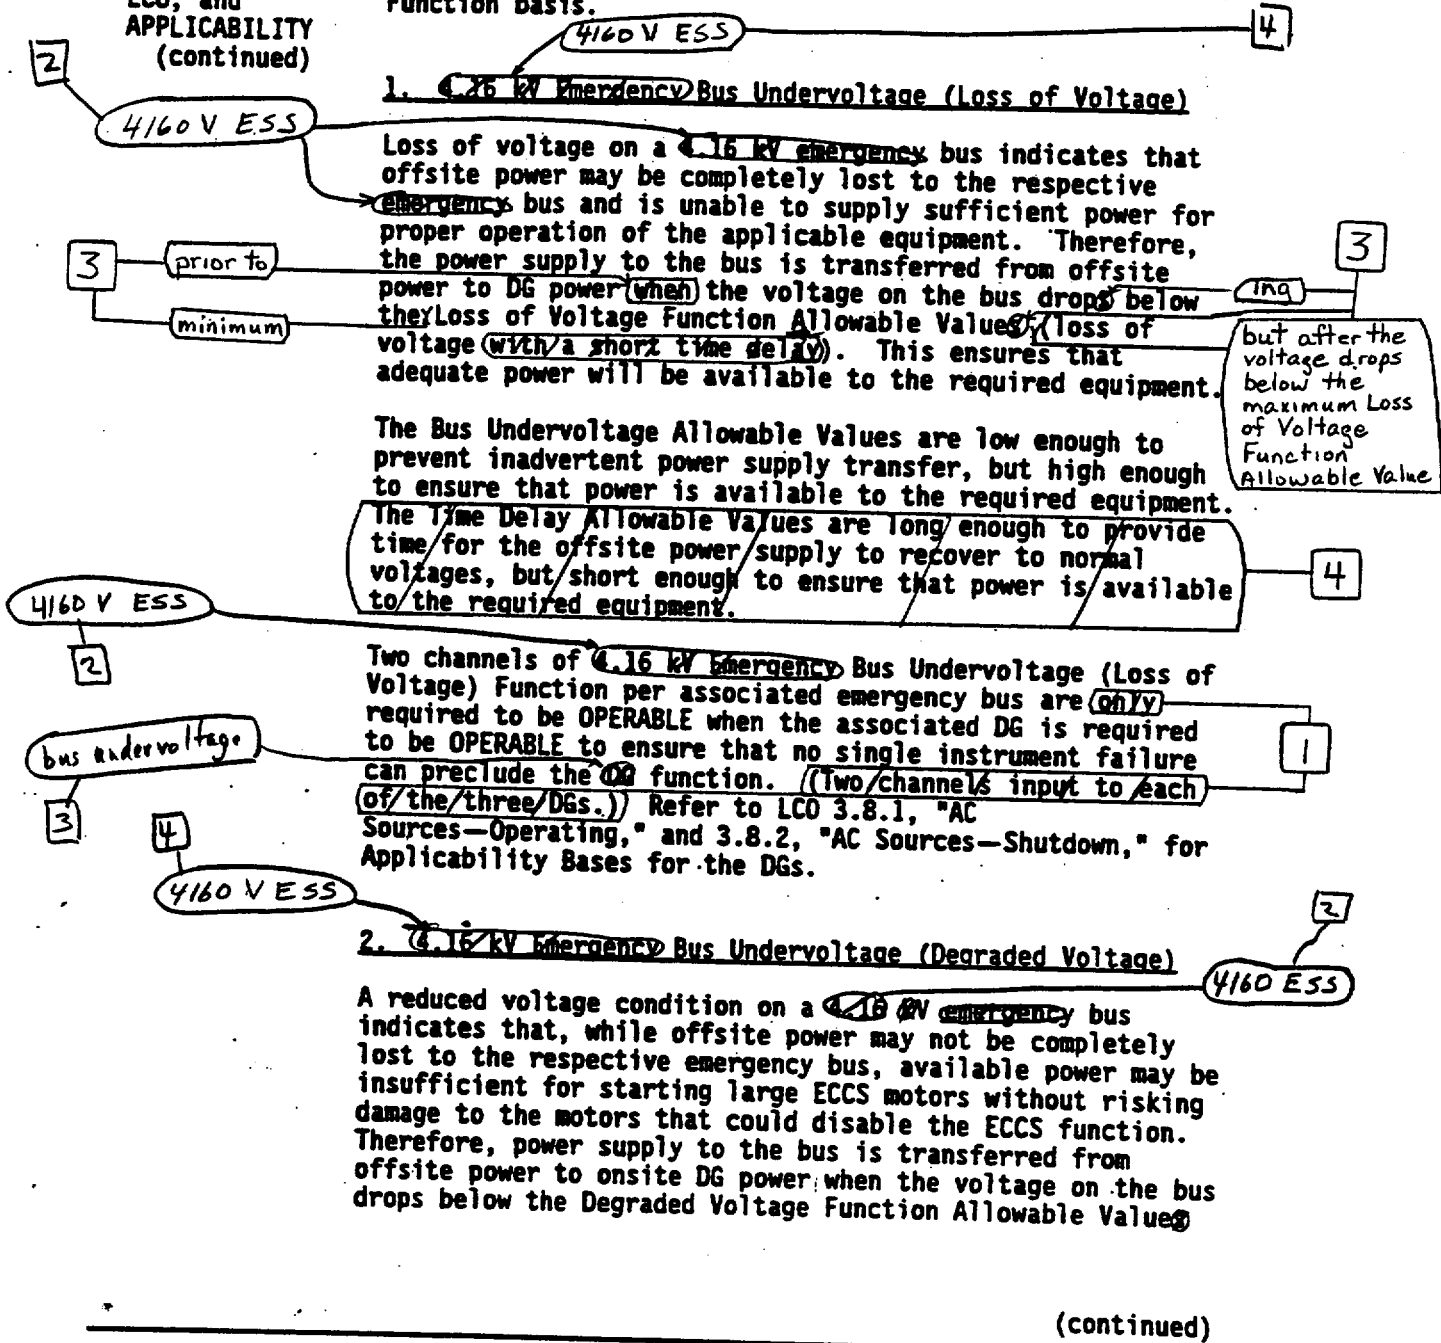 LCO, and
APPLICABILITY
(continued)
Function basis.
4160 V ESS
4
2
4160 V ESS
1. 4.16 kV Emergency Bus Undervoltage (Loss of Voltage)
Loss of voltage on a 4.16 kV emergency bus indicates that
offsite power may be completely lost to the respective
emergency bus and is unable to supply sufficient power for
proper operation of the applicable equipment. Therefore,
the power supply to the bus is transferred from offsite
power to DG power when the voltage on the bus drops below
the Loss of Voltage Function Allowable Values (loss of
voltage with a short time delay). This ensures that
adequate power will be available to the required equipment.
3
prior to
minimum
3
ing
but after the
voltage drops
below the
maximum Loss
of Voltage
Function
Allowable Value
The Bus Undervoltage Allowable Values are low enough to
prevent inadvertent power supply transfer, but high enough
to ensure that power is available to the required equipment.
The Time Delay Allowable Values are long enough to provide
time for the offsite power supply to recover to normal
voltages, but short enough to ensure that power is available
to the required equipment.
4
4160 V ESS
2
Two channels of 4.16 kV Emergency Bus Undervoltage (Loss of
Voltage) Function per associated emergency bus are only
required to be OPERABLE when the associated DG is required
to be OPERABLE to ensure that no single instrument failure
can preclude the DG function. (Two channels input to each
of the three DGs.) Refer to LCO 3.8.1, "AC
Sources—Operating," and 3.8.2, "AC Sources—Shutdown," for
Applicability Bases for the DGs.
1
bus undervoltage
3
4
4160 V ESS
2. 4.16 kV Emergency Bus Undervoltage (Degraded Voltage)
2
4160 ESS
A reduced voltage condition on a 4.16 kV emergency bus
indicates that, while offsite power may not be completely
lost to the respective emergency bus, available power may be
insufficient for starting large ECCS motors without risking
damage to the motors that could disable the ECCS function.
Therefore, power supply to the bus is transferred from
offsite power to onsite DG power when the voltage on the bus
drops below the Degraded Voltage Function Allowable Values
(continued)